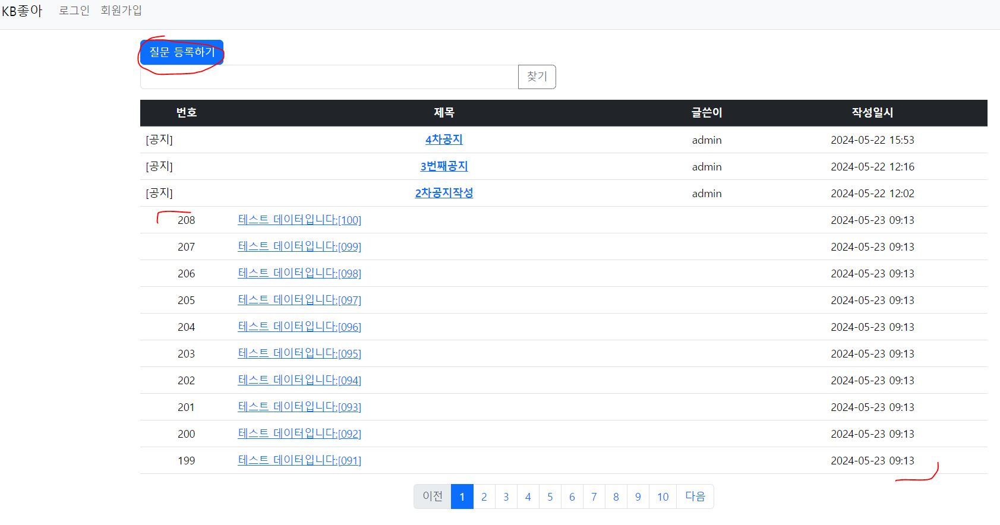 KB좋아 로그인 회원가입
질문 등록하기
찾기
번호 제목 글쓴이 작성일시
[공지] 4차공지 admin 2024-05-22 15:53
[공지] 3번째공지 admin 2024-05-22 12:16
[공지] 2차공지작성 admin 2024-05-22 12:02
208 테스트 데이터입니다:[100] 2024-05-23 09:13
207 테스트 데이터입니다:[099] 2024-05-23 09:13
206 테스트 데이터입니다:[098] 2024-05-23 09:13
205 테스트 데이터입니다:[097] 2024-05-23 09:13
204 테스트 데이터입니다:[096] 2024-05-23 09:13
203 테스트 데이터입니다:[095] 2024-05-23 09:13
202 테스트 데이터입니다:[094] 2024-05-23 09:13
201 테스트 데이터입니다:[093] 2024-05-23 09:13
200 테스트 데이터입니다:[092] 2024-05-23 09:13
199 테스트 데이터입니다:[091] 2024-05-23 09:13
이전 1 2 3 4 5 6 7 8 9 10 다음